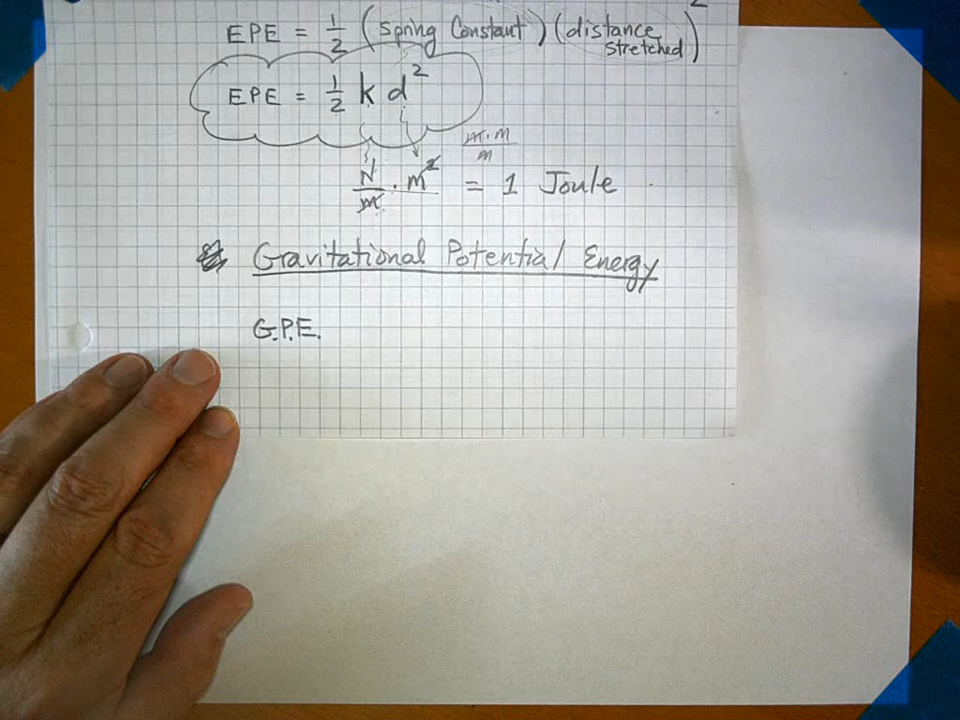 EPE = 1/2 (Spring Constant) (distance stretched)²
EPE = 1/2 k d²
m · m / m
N/m · m² = 1 Joule
Gravitational Potential Energy
G.P.E.